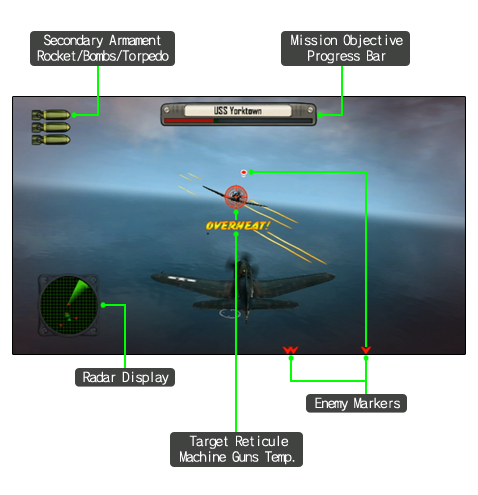 Secondary Armament
Rocket/Bombs/Torpedo
Mission Objective
Progress Bar
USS Yorktown
OVERHEAT!
Radar Display
Enemy Markers
Target Reticule
Machine Guns Temp.